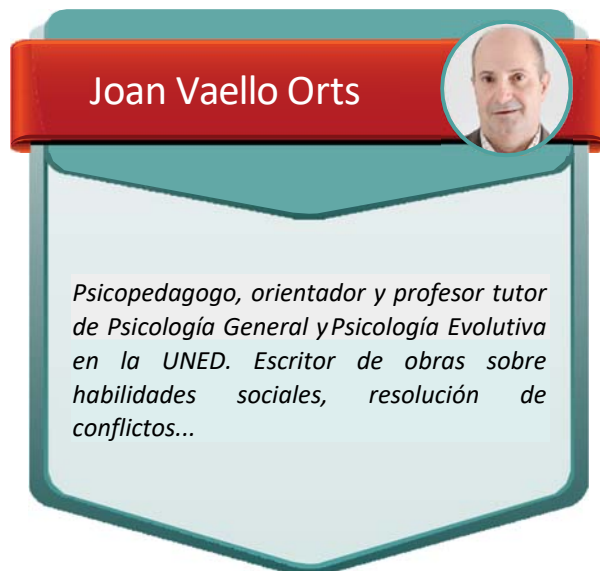 Joan Vaello Orts
Psicopedagogo, orientador y profesor tutor
de Psicología General y Psicología Evolutiva
en la UNED. Escritor de obras sobre
habilidades sociales, resolución de
conflictos...